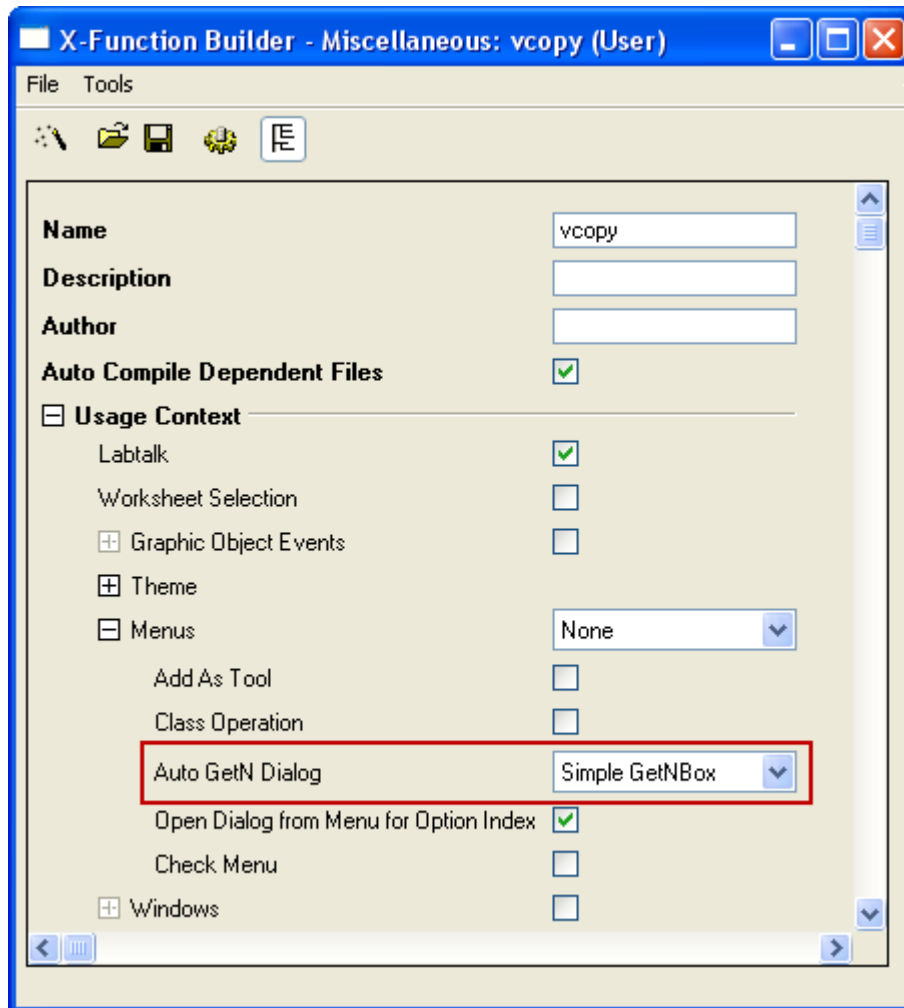 X-Function Builder - Miscellaneous: vcopy (User)
File Tools
Name vcopy
Description
Author
Auto Compile Dependent Files
Usage Context
Labtalk
Worksheet Selection
Graphic Object Events
Theme
Menus None
Add As Tool
Class Operation
Auto GetN Dialog Simple GetNBox
Open Dialog from Menu for Option Index
Check Menu
Windows